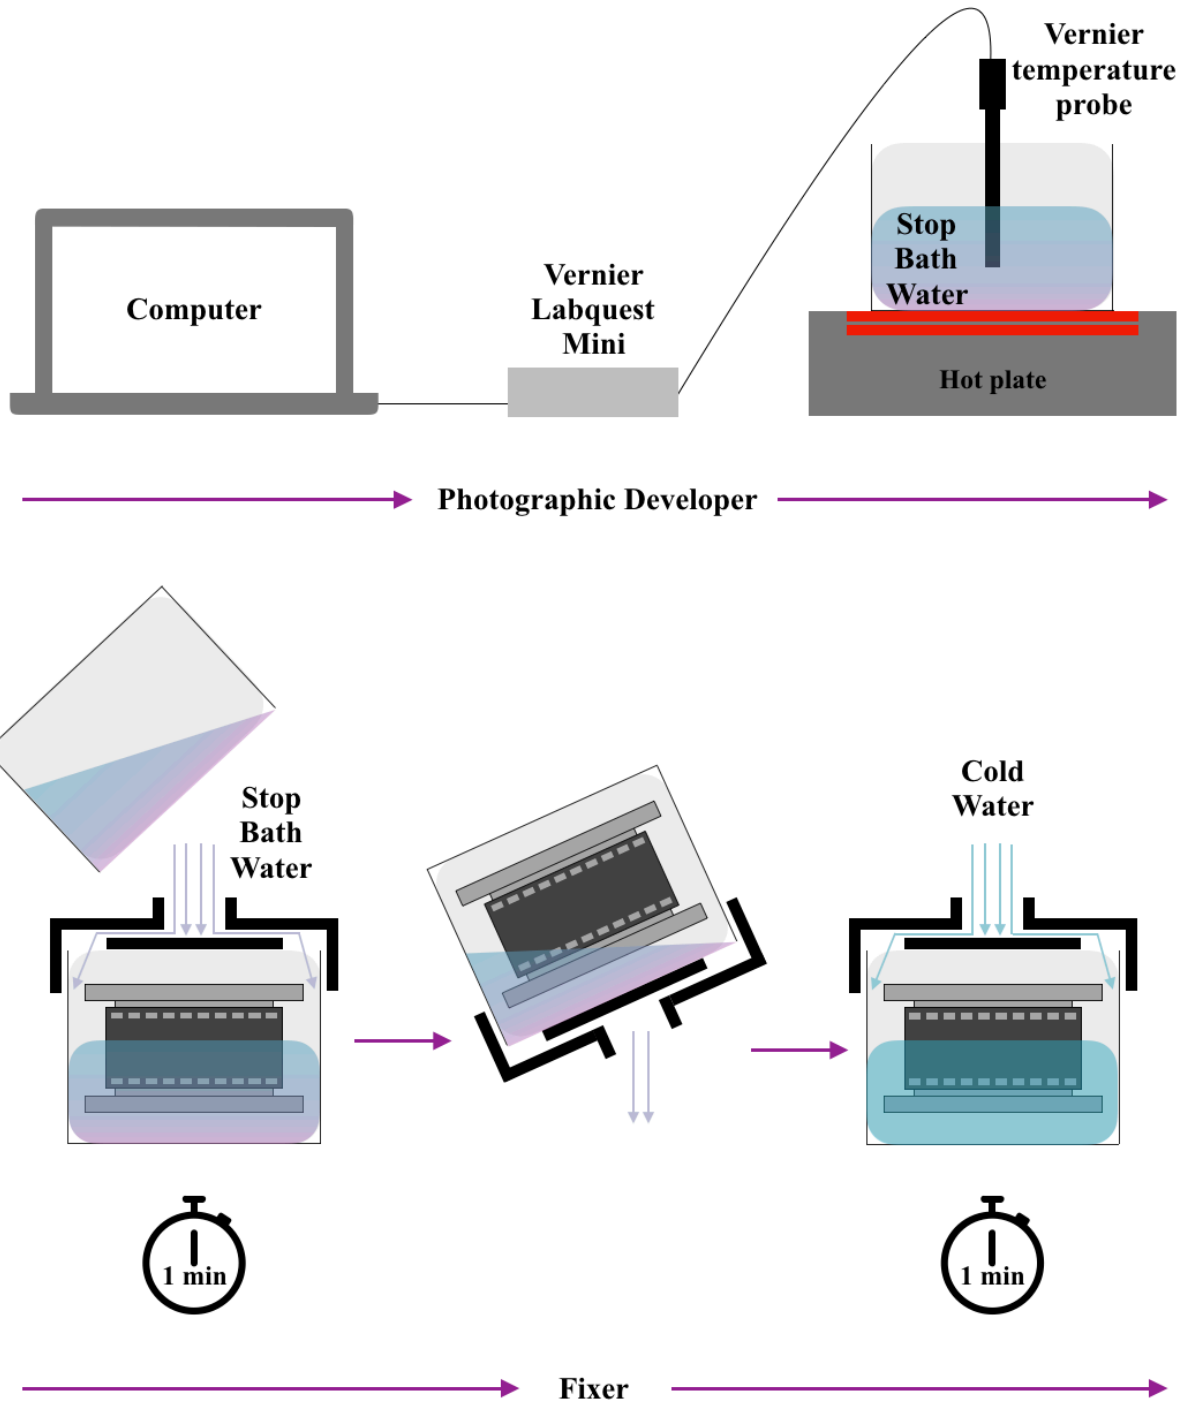 Vernier
temperature
probe
Stop
Bath
Water
Computer
Vernier
Labquest
Mini
Hot plate
Photographic Developer
Stop
Bath
Water
Cold
Water
1 min
1 min
Fixer